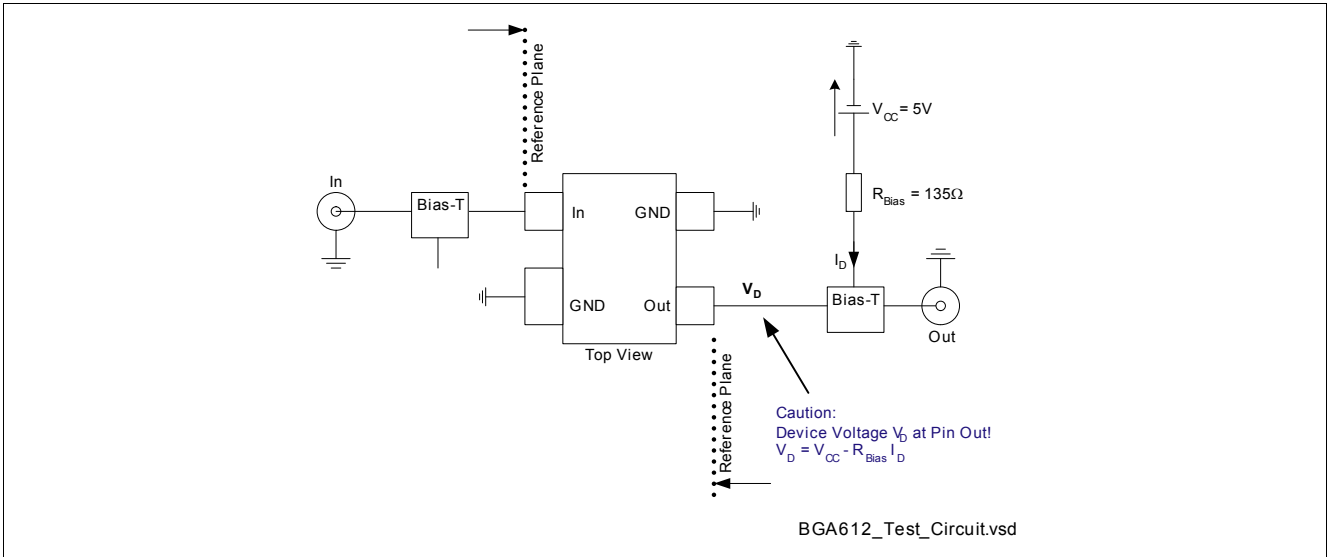 Reference Plane
V_CC = 5V
In
Bias-T
In
GND
R_Bias = 135Ω
I_D
GND
Out
V_D
Bias-T
Out
Top View
Reference Plane
Caution:
Device Voltage V_D at Pin Out!
V_D = V_CC - R_Bias I_D
BGA612_Test_Circuit.vsd